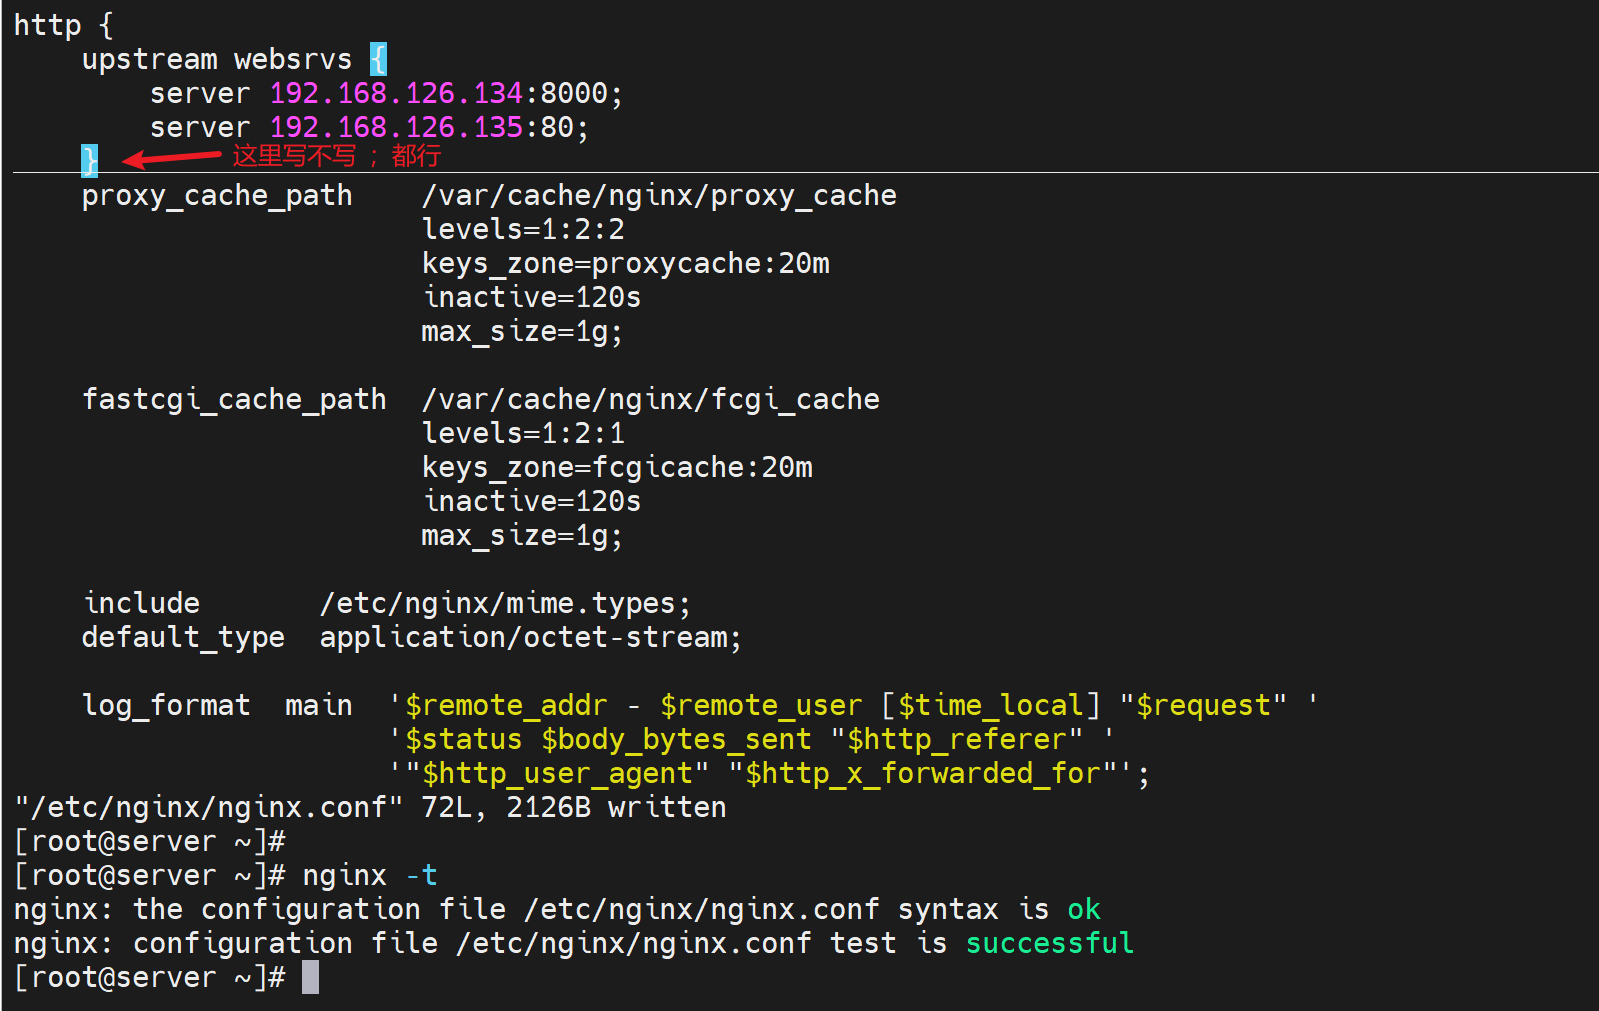 http {
    upstream websrvs {
        server 192.168.126.134:8000;
        server 192.168.126.135:80;
    } 这里写不写 ；都行
    proxy_cache_path    /var/cache/nginx/proxy_cache
                        levels=1:2:2
                        keys_zone=proxycache:20m
                        inactive=120s
                        max_size=1g;
    fastcgi_cache_path  /var/cache/nginx/fcgi_cache
                        levels=1:2:1
                        keys_zone=fcgicache:20m
                        inactive=120s
                        max_size=1g;
    include       /etc/nginx/mime.types;
    default_type  application/octet-stream;
    log_format  main  '$remote_addr - $remote_user [$time_local] "$request" '
                      '$status $body_bytes_sent "$http_referer" '
                      '"$http_user_agent" "$http_x_forwarded_for"';
"/etc/nginx/nginx.conf" 72L, 2126B written
[root@server ~]#
[root@server ~]# nginx -t
nginx: the configuration file /etc/nginx/nginx.conf syntax is ok
nginx: configuration file /etc/nginx/nginx.conf test is successful
[root@server ~]#